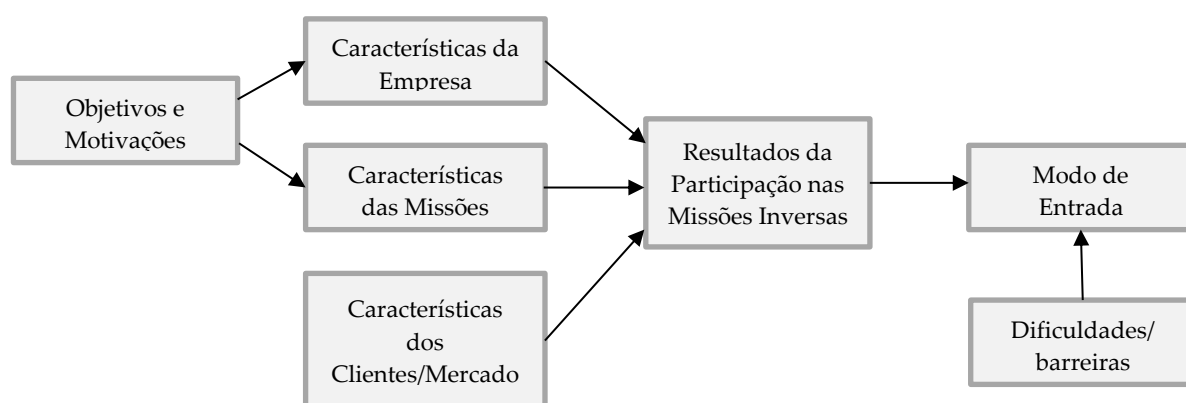 Objetivos e
Motivações
Características da
Empresa
Características
das Missões
Características
dos
Clientes/Mercado
Resultados da
Participação nas
Missões Inversas
Modo de
Entrada
Dificuldades/
barreiras